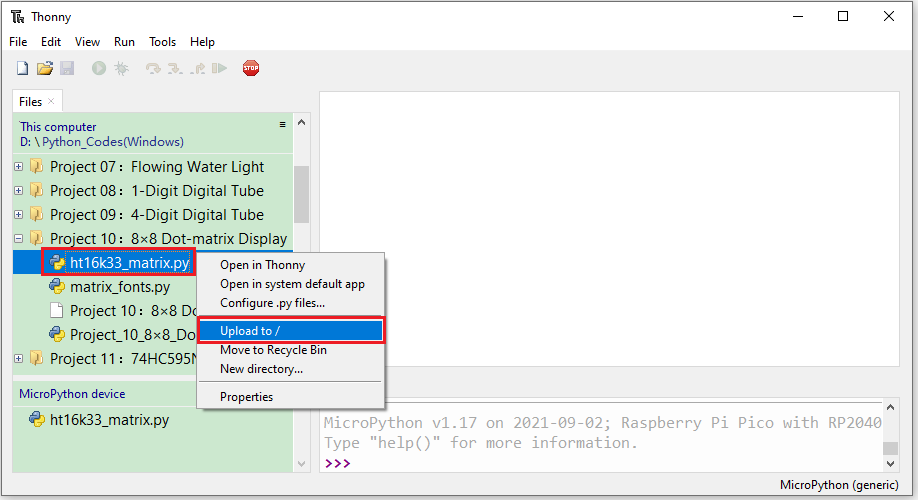 Thonny
File Edit View Run Tools Help
STOP
Files
This computer
D: \ Python_Codes(Windows)
Project 07：Flowing Water Light
Project 08：1-Digit Digital Tube
Project 09：4-Digit Digital Tube
Project 10：8×8 Dot-matrix Display
ht16k33_matrix.py
matrix_fonts.py
Project 10：8×8 Do
Project_10_8×8_Do
Project 11：74HC595N
Open in Thonny
Open in system default app
Configure .py files...
Upload to /
Move to Recycle Bin
New directory...
Properties
MicroPython device
ht16k33_matrix.py
MicroPython v1.17 on 2021-09-02; Raspberry Pi Pico with RP2040
Type "help()" for more information.
>>>
MicroPython (generic)